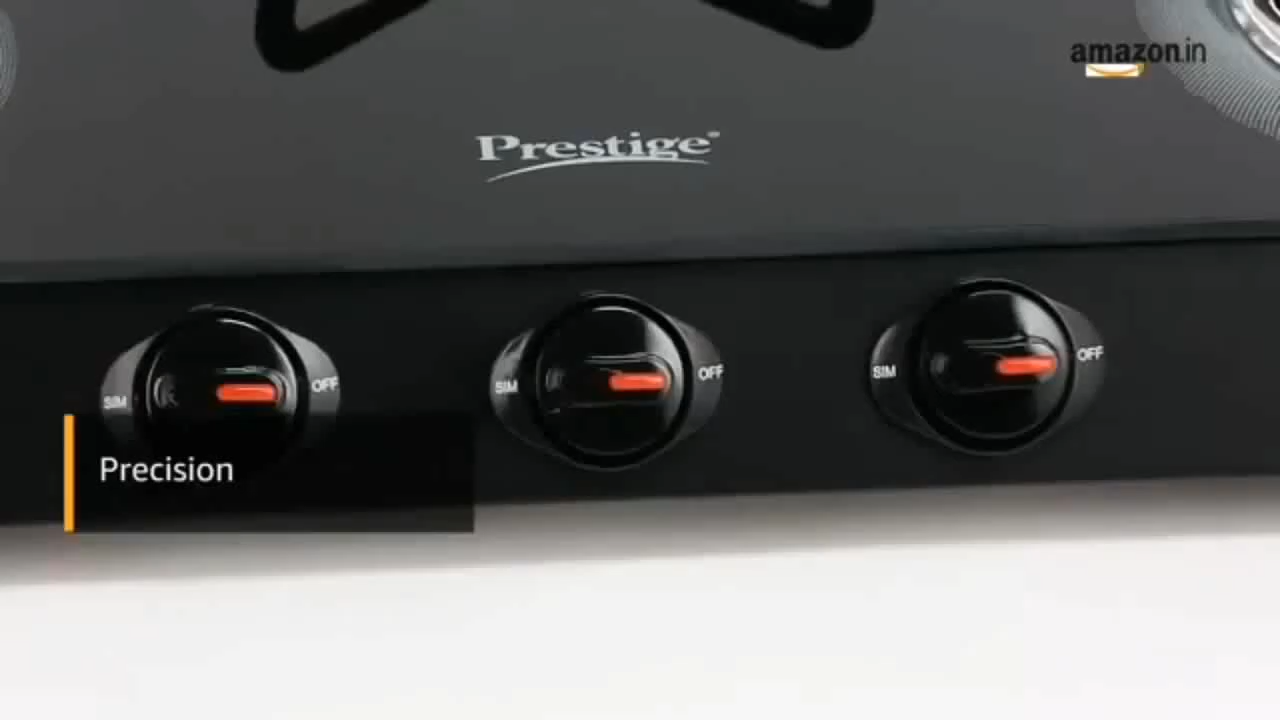 amazon.in
Prestige
SIM OFF SIM OFF SIM OFF
Precision